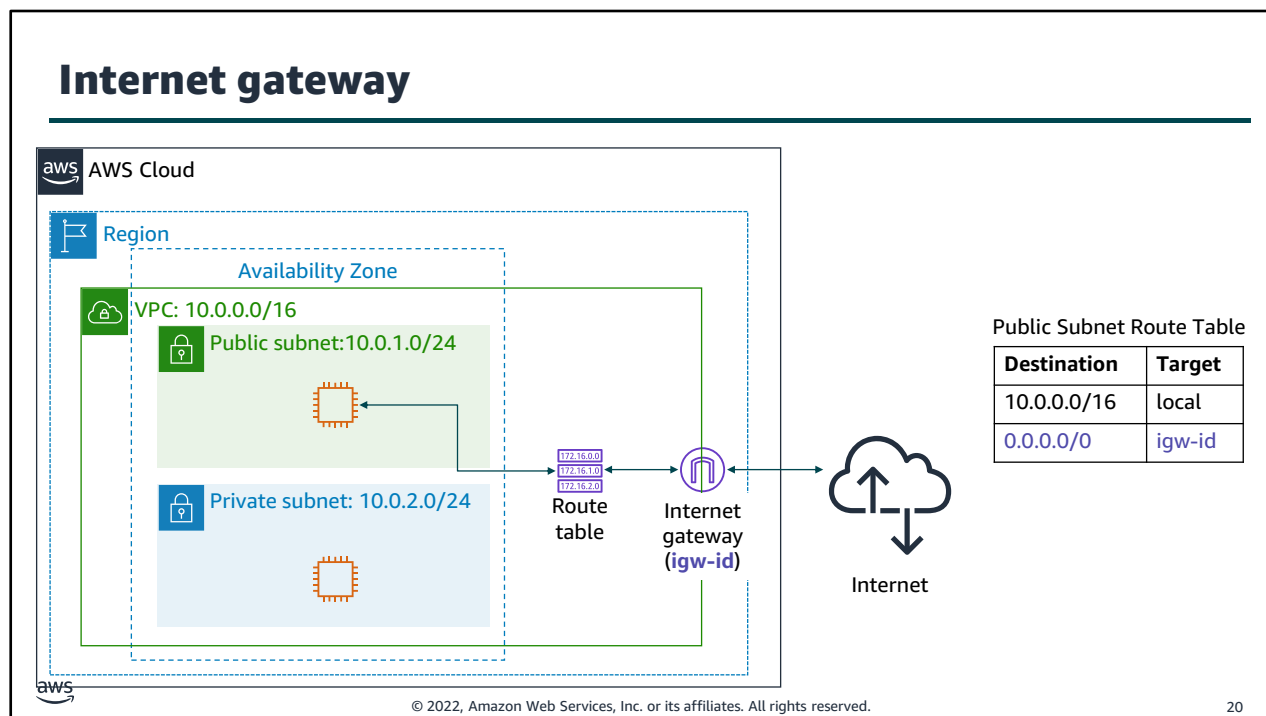 Internet gateway
aws
AWS Cloud
Region
Availability Zone
VPC: 10.0.0.0/16
Public subnet:10.0.1.0/24
Private subnet: 10.0.2.0/24
172.16.0.0
172.16.1.0
172.16.2.0
Route
table
Internet
gateway
(igw-id)
Internet
Public Subnet Route Table
Destination Target
10.0.0.0/16 local
0.0.0.0/0 igw-id
aws
© 2022, Amazon Web Services, Inc. or its affiliates. All rights reserved.
20